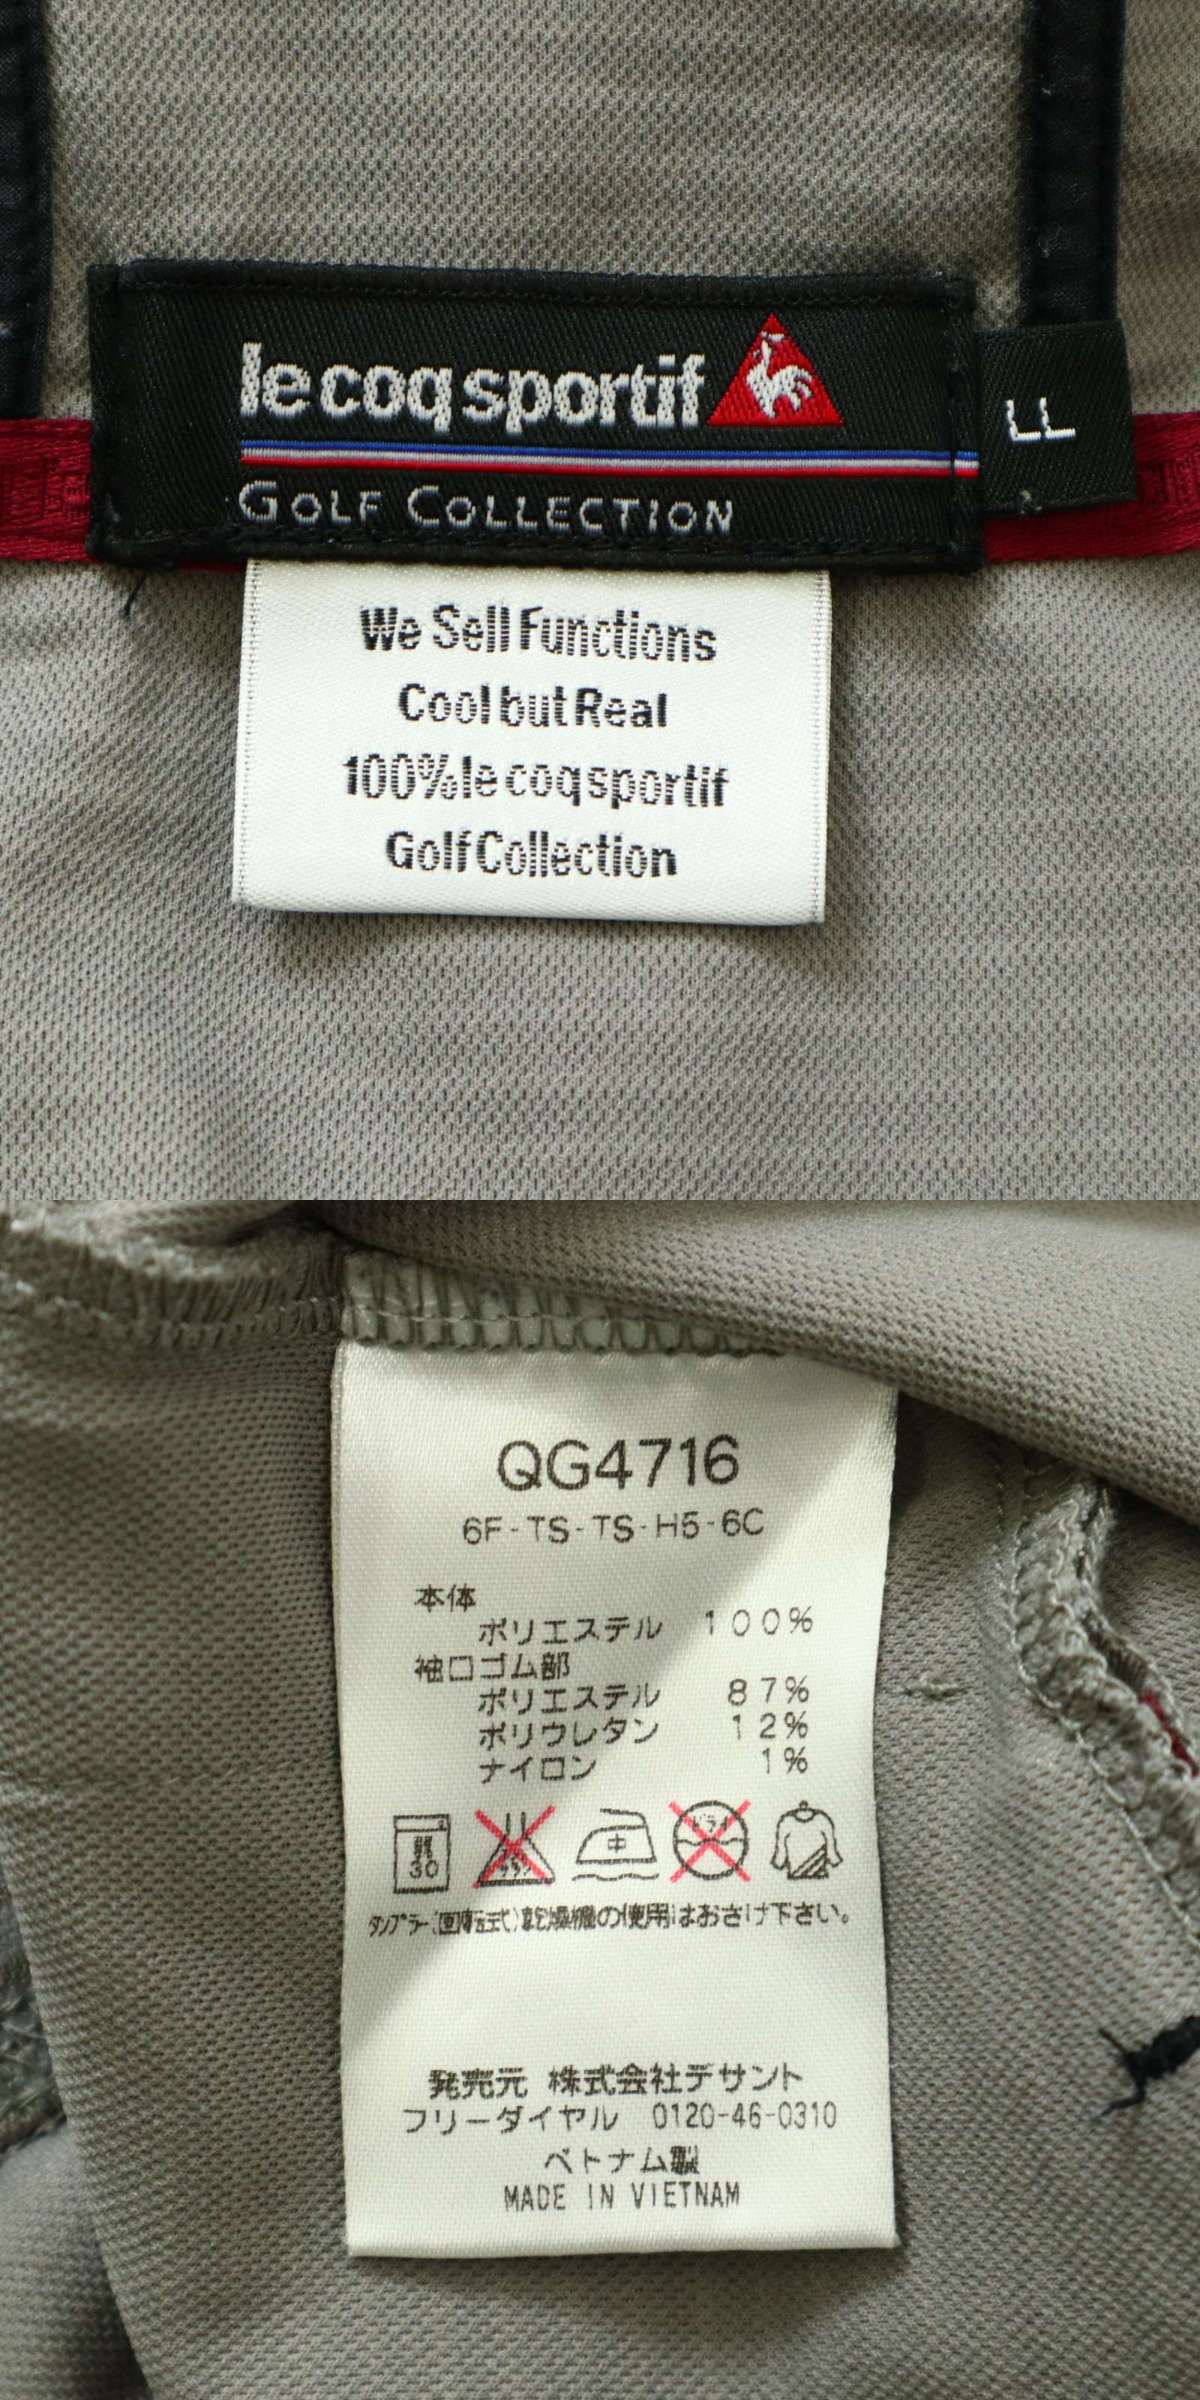 le coq sportif
LL
GOLF COLLECTION
We Sell Functions
Cool but Real
100% le coq sportif
Golf Collection
QG4716
6F-TS-TS-H5-6C
本体
ポリエステル 100%
袖口ゴム部
ポリエステル 87%
ポリウレタン 12%
ナイロン 1%
30
中
ドライ
タンブラー(回転式)乾燥機の使用はおさけ下さい。
発売元 株式会社デサント
フリーダイヤル 0120-46-0310
ベトナム製
MADE IN VIETNAM